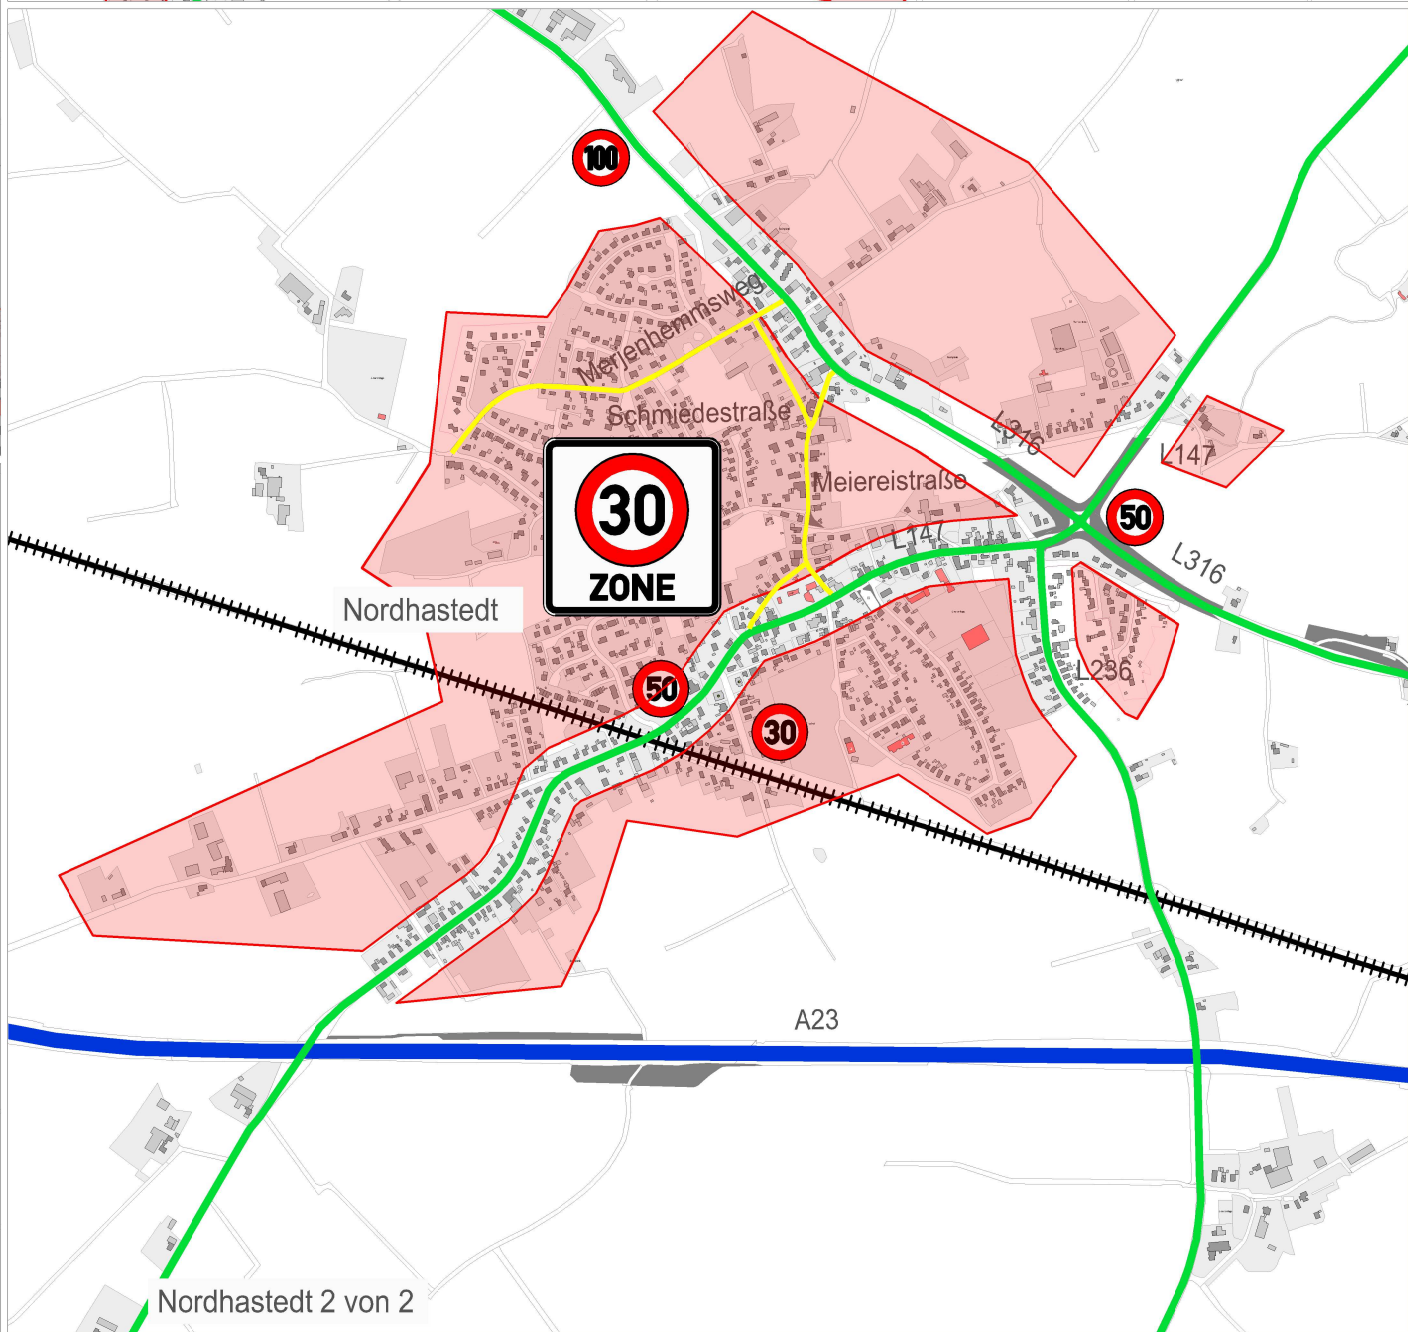 100
Merjenhemmsweg
Schmiedestraße
L316
L147
Meiereistraße
30
ZONE
50
L147
L316
Nordhastedt
L236
50
30
A23
Nordhastedt 2 von 2